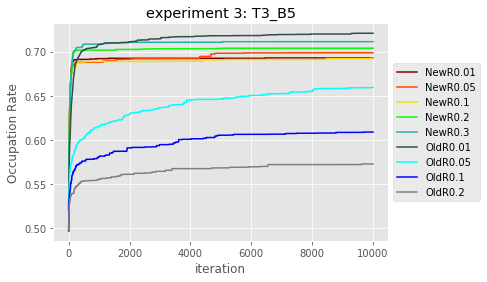 experiment 3: T3_B5
Occupation Rate
0.70
0.65
0.60
0.55
0.50
0 2000 4000 6000 8000 10000
iteration
NewR0.01
NewR0.05
NewR0.1
NewR0.2
NewR0.3
OldR0.01
OldR0.05
OldR0.1
OldR0.2